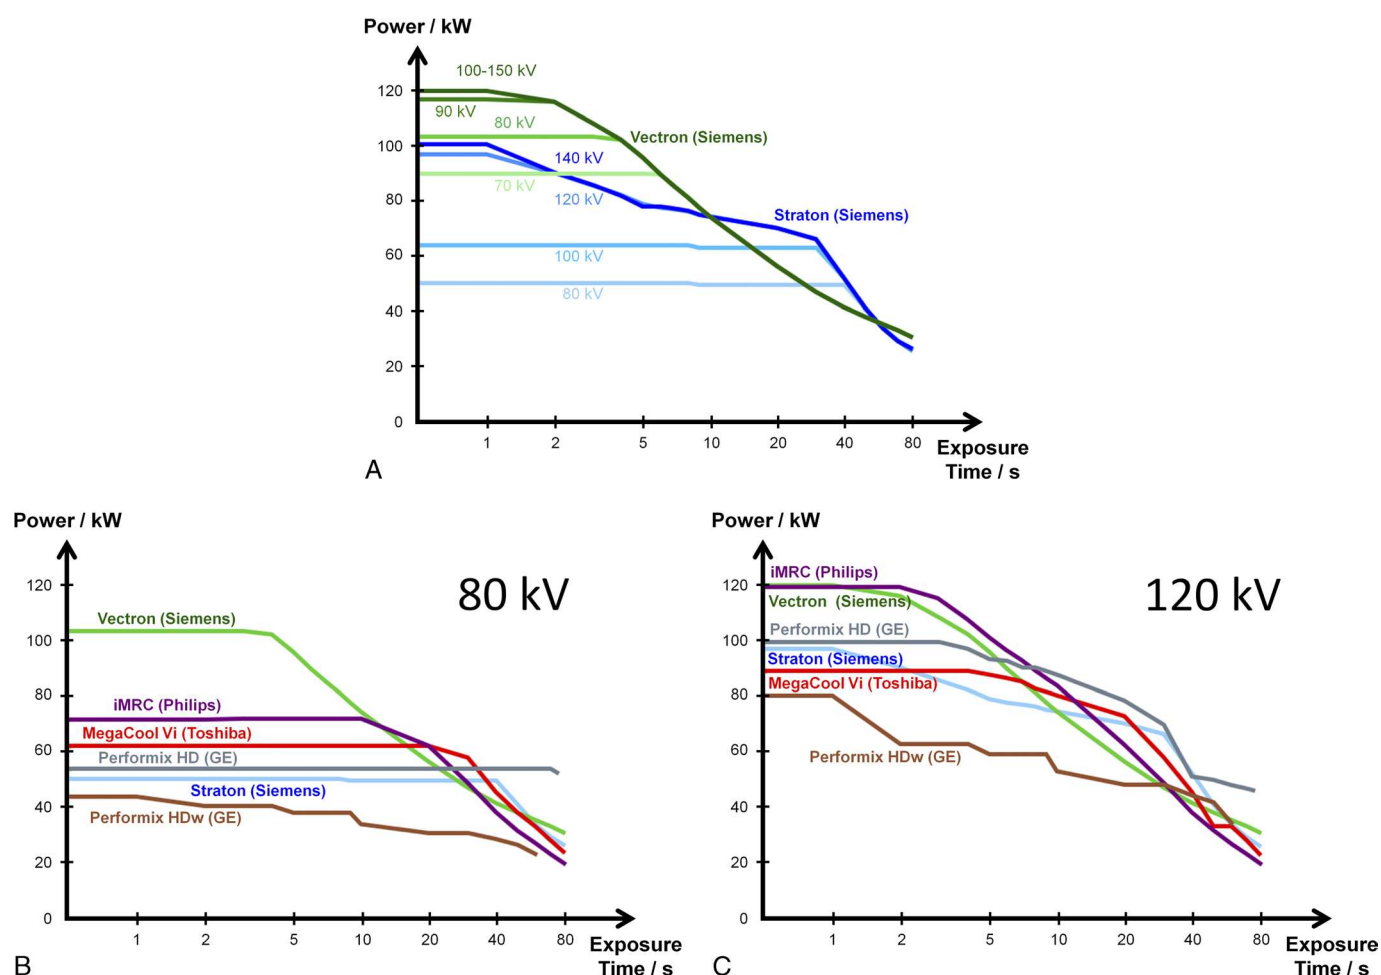 Power / kW
100-150 kV
120
90 kV
80 kV
Vectron (Siemens)
100
140 kV
70 kV
80
120 kV
Straton (Siemens)
60
100 kV
80 kV
40
20
0
1 2 5 10 20 40 80
Exposure
Time / s
A
Power / kW
80 kV
120
Vectron (Siemens)
100
80
iMRC (Philips)
MegaCool Vi (Toshiba)
60
Performix HD (GE)
Straton (Siemens)
40
Performix HDw (GE)
20
0
1 2 5 10 20 40 80
Exposure
Time / s
B
Power / kW
120 kV
iMRC (Philips)
120
Vectron (Siemens)
Performix HD (GE)
100
Straton (Siemens)
MegaCool Vi (Toshiba)
80
Performix HDw (GE)
60
40
20
0
1 2 5 10 20 40 80
Exposure
Time / s
C